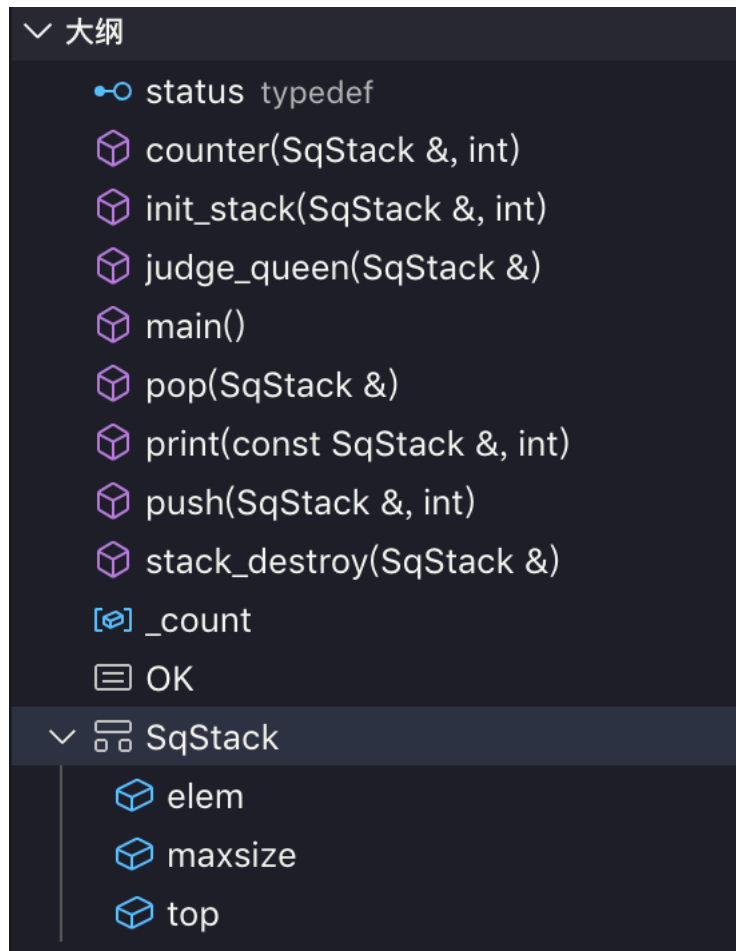 大纲
status typedef
counter(SqStack &, int)
init_stack(SqStack &, int)
judge_queen(SqStack &)
main()
pop(SqStack &)
print(const SqStack &, int)
push(SqStack &, int)
stack_destroy(SqStack &)
_count
OK
SqStack
elem
maxsize
top